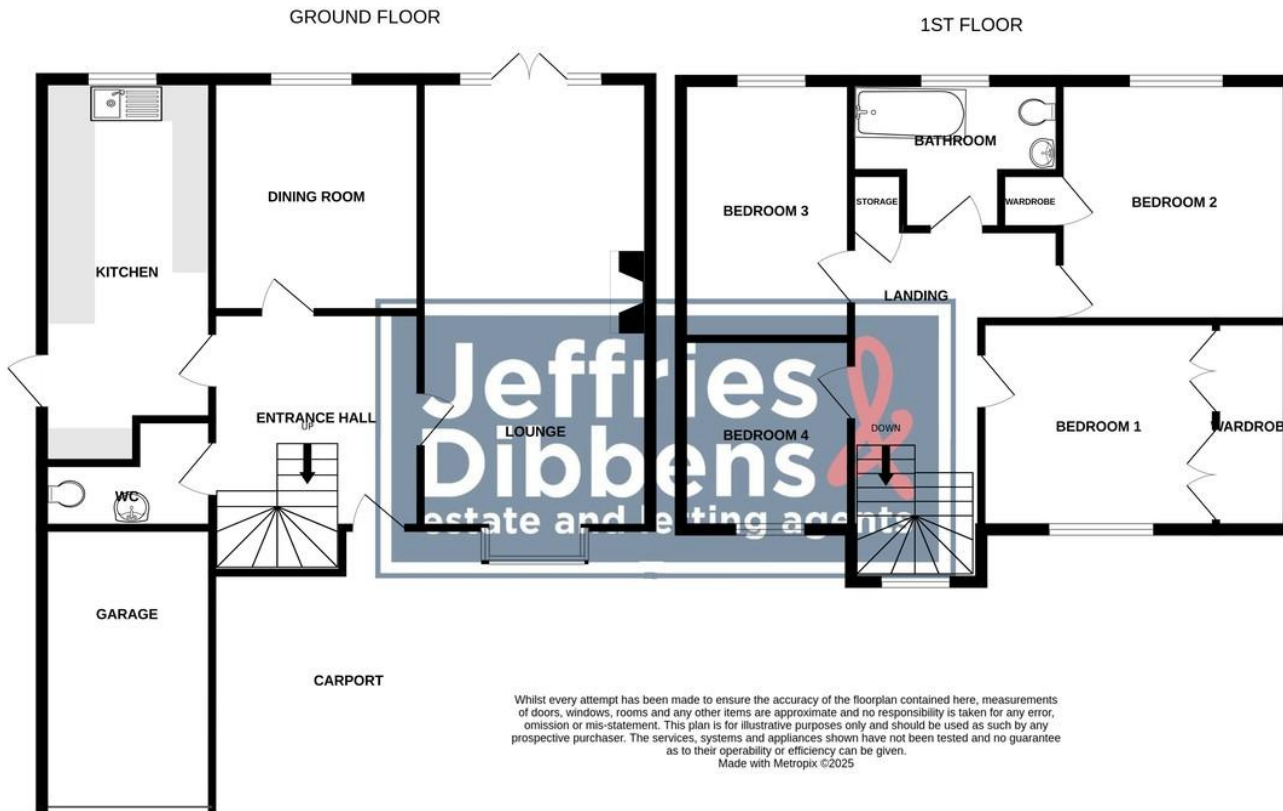 GROUND FLOOR
1ST FLOOR
KITCHEN
DINING ROOM
LOUNGE
ENTRANCE HALL
UP
WC
GARAGE
CARPORT
BEDROOM 3
BATHROOM
STORAGE
WARDROBE
BEDROOM 2
LANDING
BEDROOM 4
DOWN
BEDROOM 1
WARDROB
Jeffries
&
Dibbens
estate and letting agents
Whilst every attempt has been made to ensure the accuracy of the floorplan contained here, measurements
of doors, windows, rooms and any other items are approximate and no responsibility is taken for any error,
omission or mis-statement. This plan is for illustrative purposes only and should be used as such by any
prospective purchaser. The services, systems and appliances shown have not been tested and no guarantee
as to their operability or efficiency can be given.
Made with Metropix ©2025